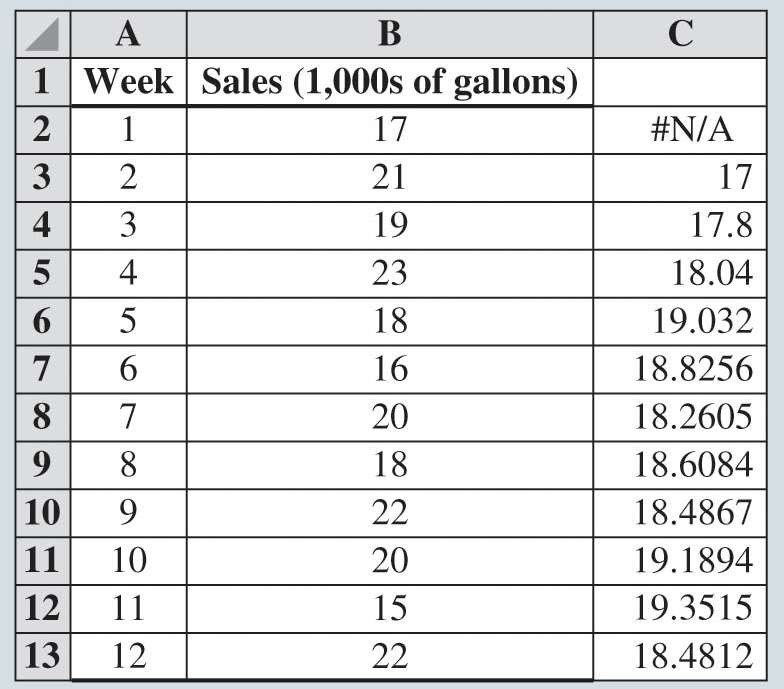 A B C
1 Week Sales (1,000s of gallons)
2 1 17 #N/A
3 2 21 17
4 3 19 17.8
5 4 23 18.04
6 5 18 19.032
7 6 16 18.8256
8 7 20 18.2605
9 8 18 18.6084
10 9 22 18.4867
11 10 20 19.1894
12 11 15 19.3515
13 12 22 18.4812